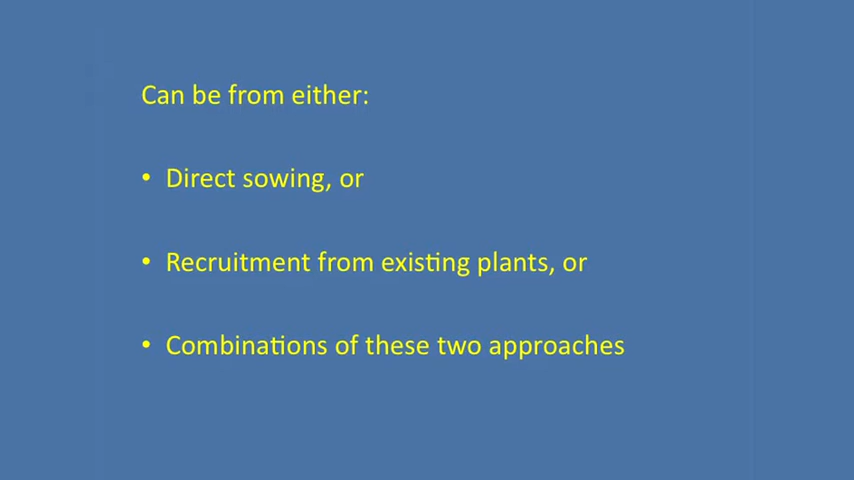 Can be from either:
• Direct sowing, or
• Recruitment from existing plants, or
• Combinations of these two approaches